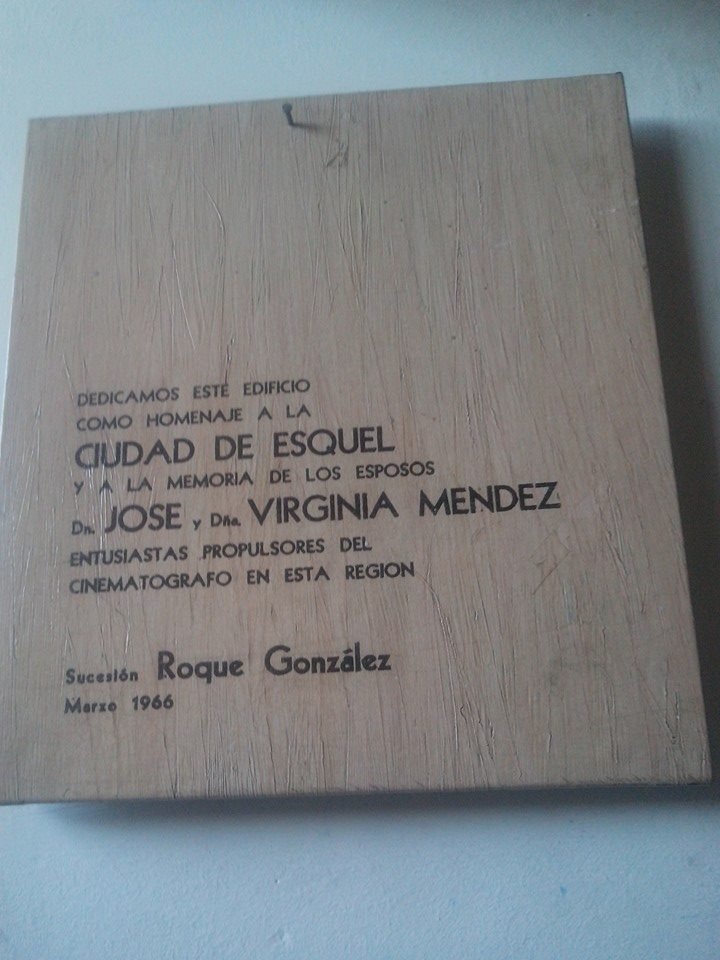 DEDICAMOS ESTE EDIFICIO
COMO HOMENAJE A LA
CIUDAD DE ESQUEL
Y A LA MEMORIA DE LOS ESPOSOS
Dn. JOSE y Dña. VIRGINIA MENDEZ
ENTUSIASTAS PROPULSORES DEL
CINEMATOGRAFO EN ESTA REGION
Sucesión Roque González
Marzo 1966